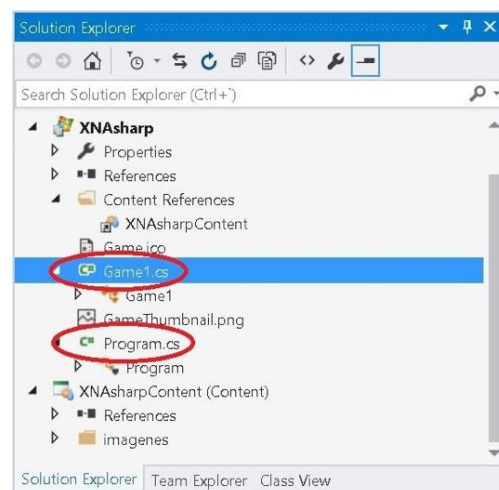 Solution Explorer
Search Solution Explorer (Ctrl+`)
XNAsharp
Properties
References
Content References
XNAsharpContent
Game.ico
Game1.cs
Game1
GameThumbnail.png
Program.cs
Program
XNAsharpContent (Content)
References
imagenes
Solution Explorer Team Explorer Class View